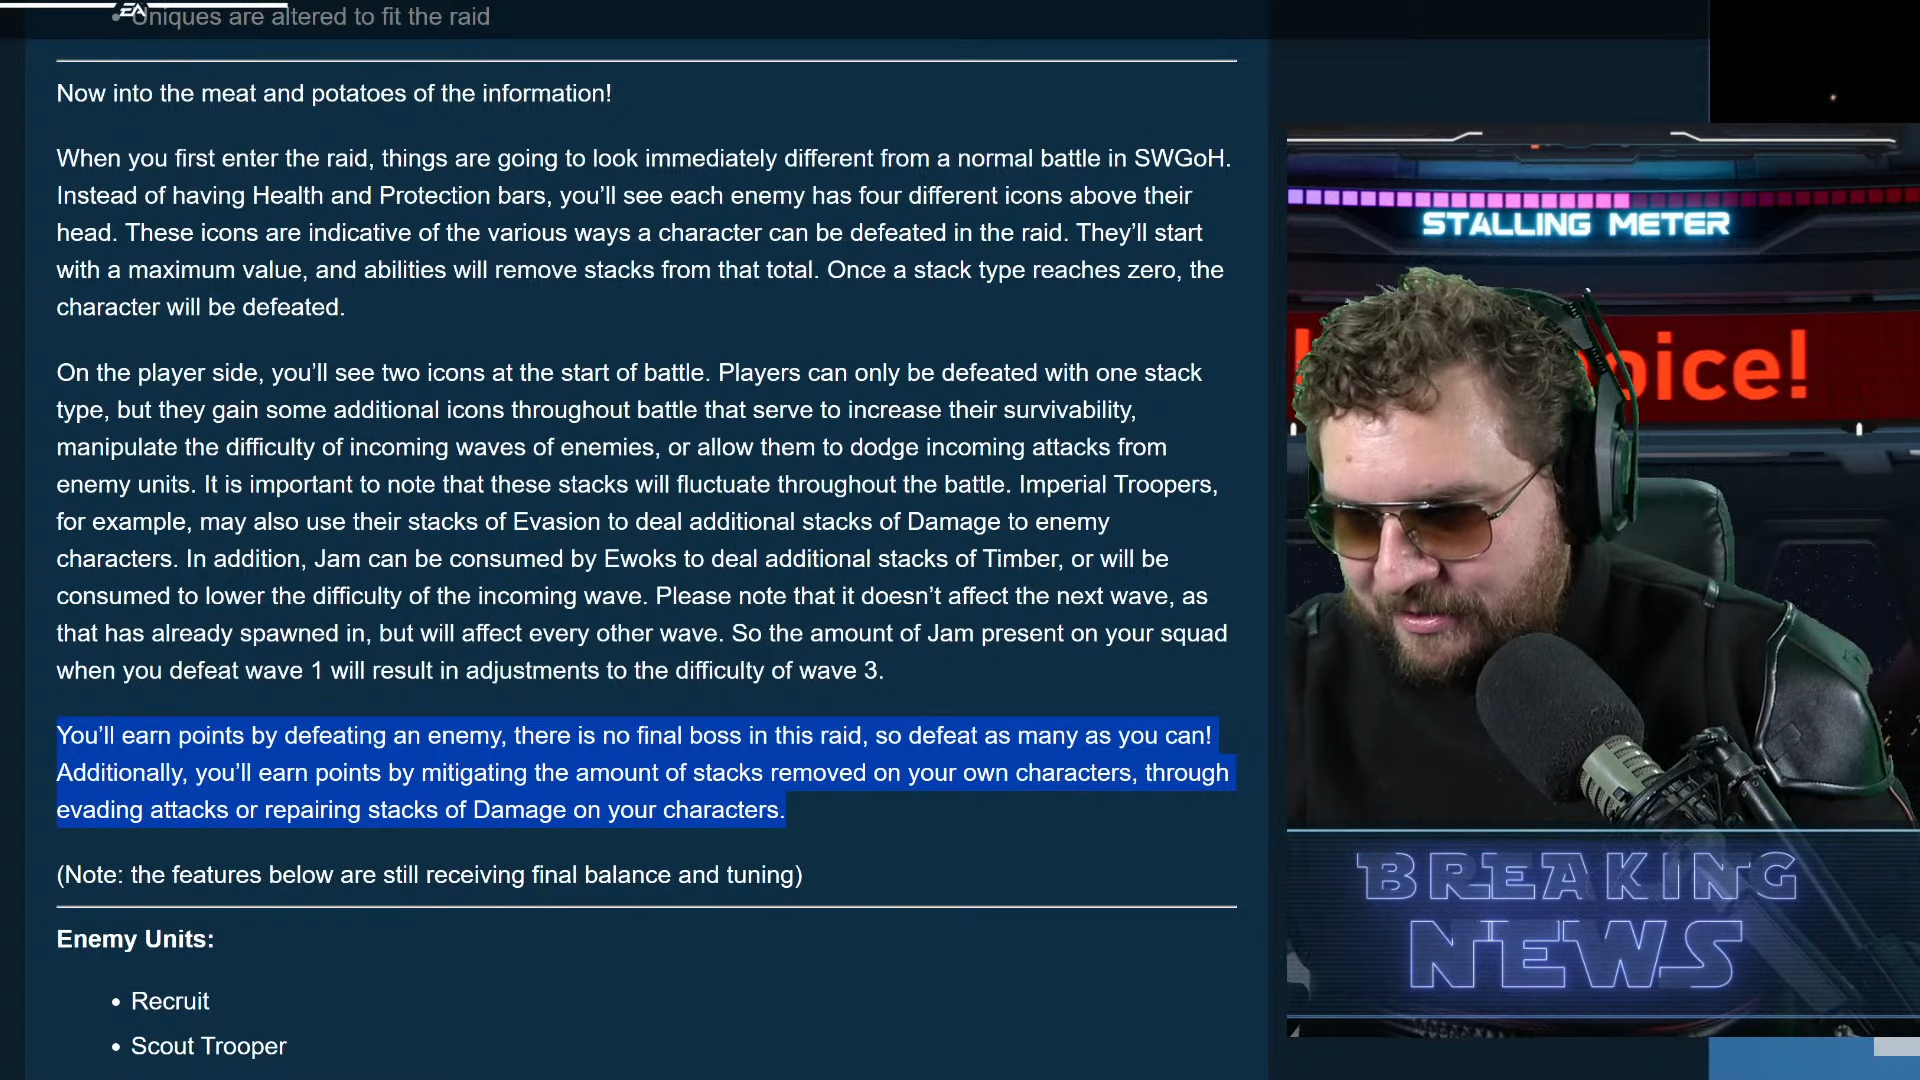 EA
Uniques are altered to fit the raid
Now into the meat and potatoes of the information!
When you first enter the raid, things are going to look immediately different from a normal battle in SWGoH.
Instead of having Health and Protection bars, you’ll see each enemy has four different icons above their
head. These icons are indicative of the various ways a character can be defeated in the raid. They’ll start
with a maximum value, and abilities will remove stacks from that total. Once a stack type reaches zero, the
character will be defeated.
On the player side, you’ll see two icons at the start of battle. Players can only be defeated with one stack
type, but they gain some additional icons throughout battle that serve to increase their survivability,
manipulate the difficulty of incoming waves of enemies, or allow them to dodge incoming attacks from
enemy units. It is important to note that these stacks will fluctuate throughout the battle. Imperial Troopers,
for example, may also use their stacks of Evasion to deal additional stacks of Damage to enemy
characters. In addition, Jam can be consumed by Ewoks to deal additional stacks of Timber, or will be
consumed to lower the difficulty of the incoming wave. Please note that it doesn’t affect the next wave, as
that has already spawned in, but will affect every other wave. So the amount of Jam present on your squad
when you defeat wave 1 will result in adjustments to the difficulty of wave 3.
You’ll earn points by defeating an enemy, there is no final boss in this raid, so defeat as many as you can!
Additionally, you’ll earn points by mitigating the amount of stacks removed on your own characters, through
evading attacks or repairing stacks of Damage on your characters.
(Note: the features below are still receiving final balance and tuning)
Enemy Units:
• Recruit
• Scout Trooper
STALLING METER
oice!
BREAKING
NEWS